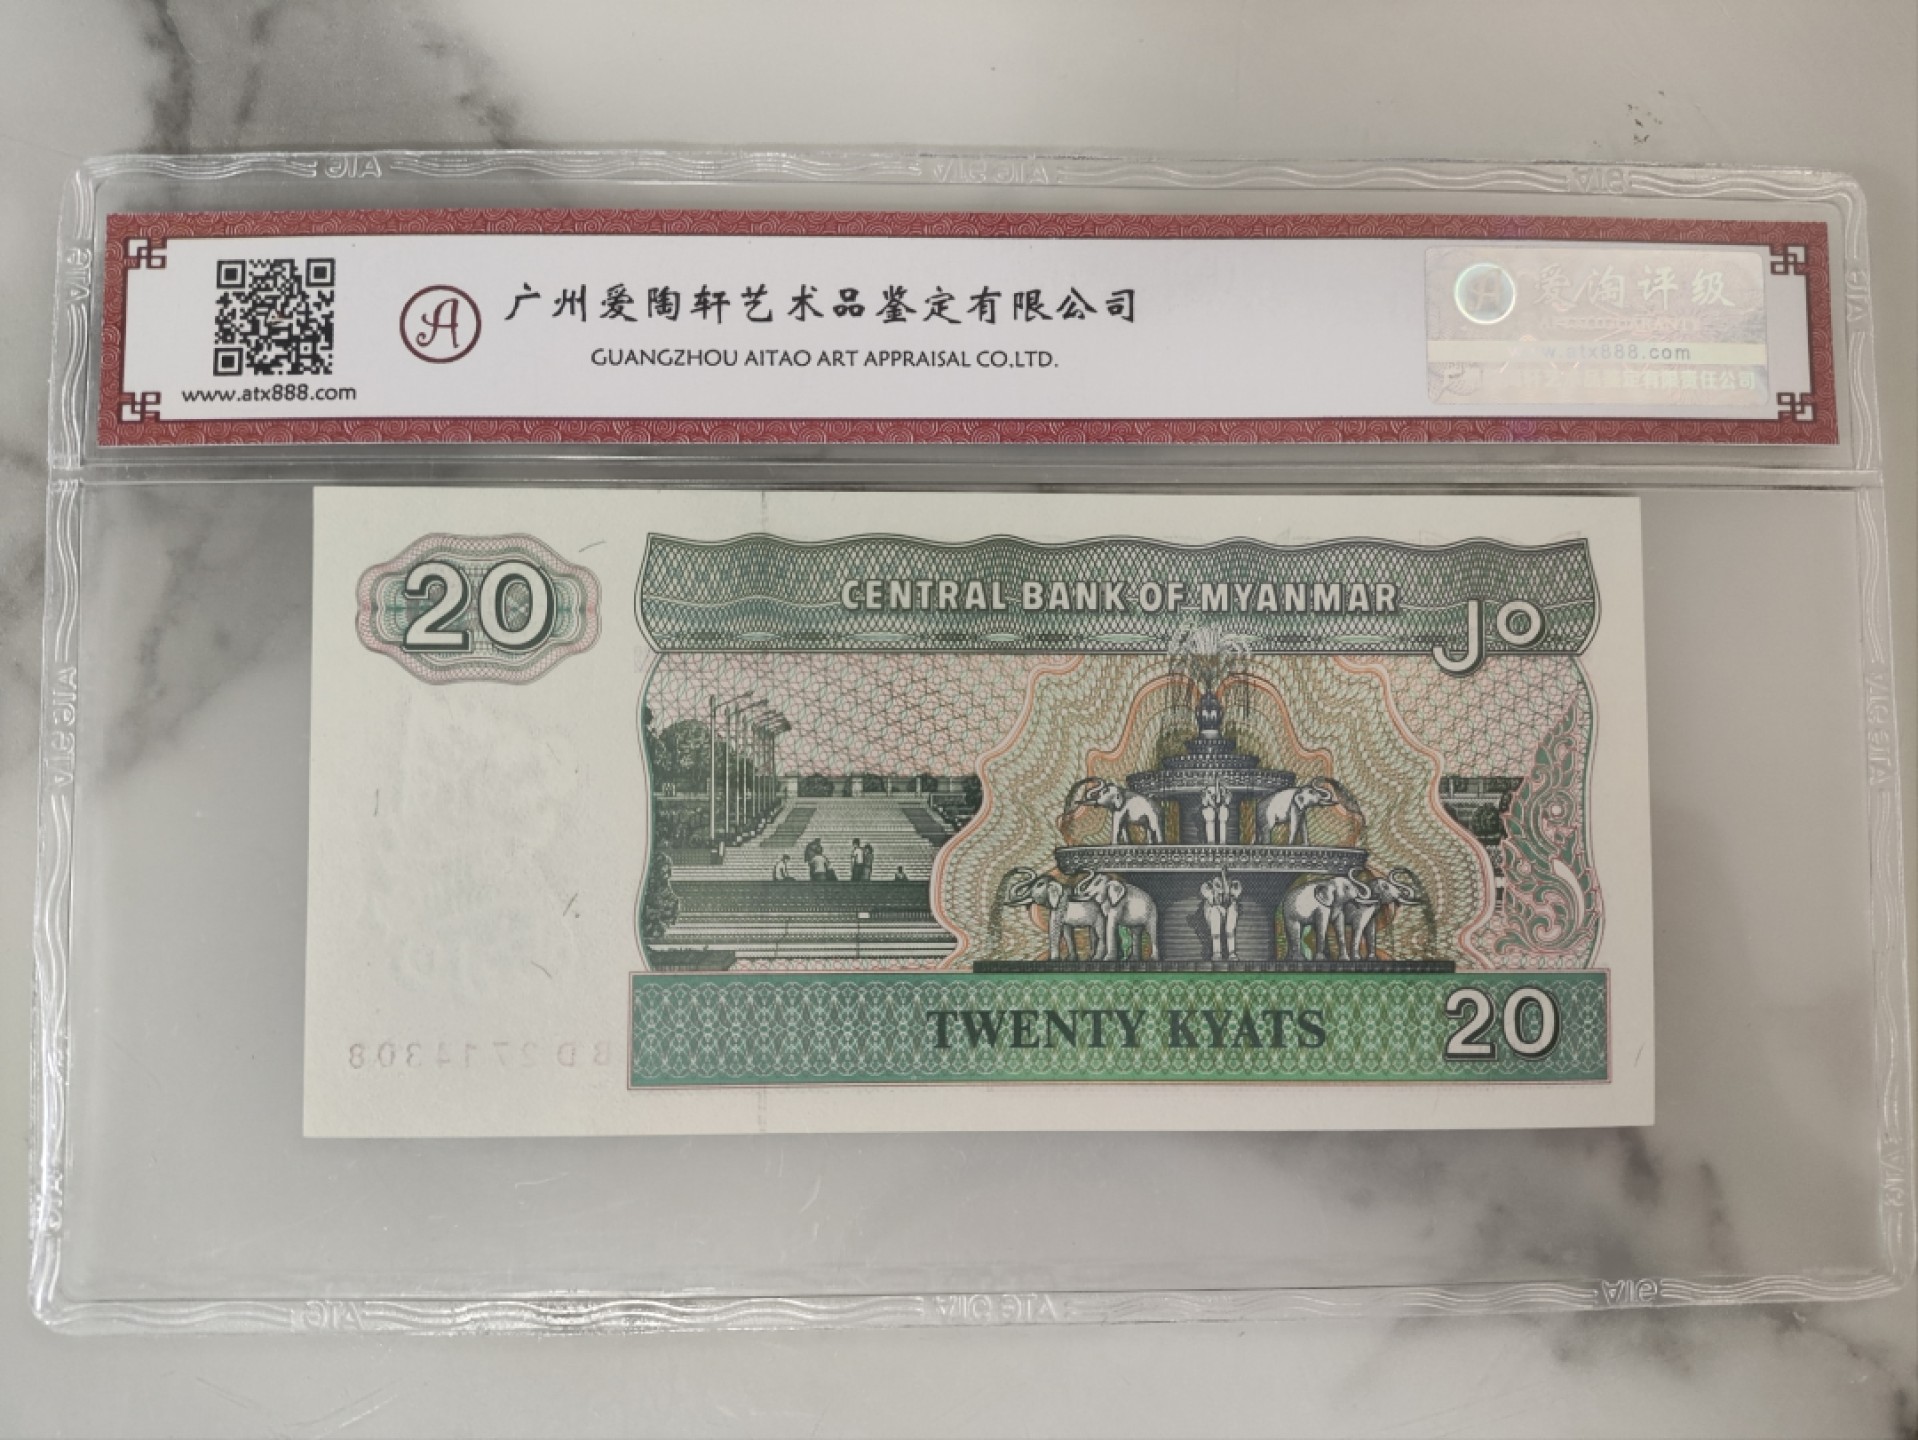 www.atx888.com
广州爱陶轩艺术品鉴定有限公司
GUANGZHOU AITAO ART APPRAISAL CO.LTD.
爱淘评级
www.atx888.com
20
CENTRAL BANK OF MYANMAR
၂၀
TWENTY KYATS
20
BD2714308